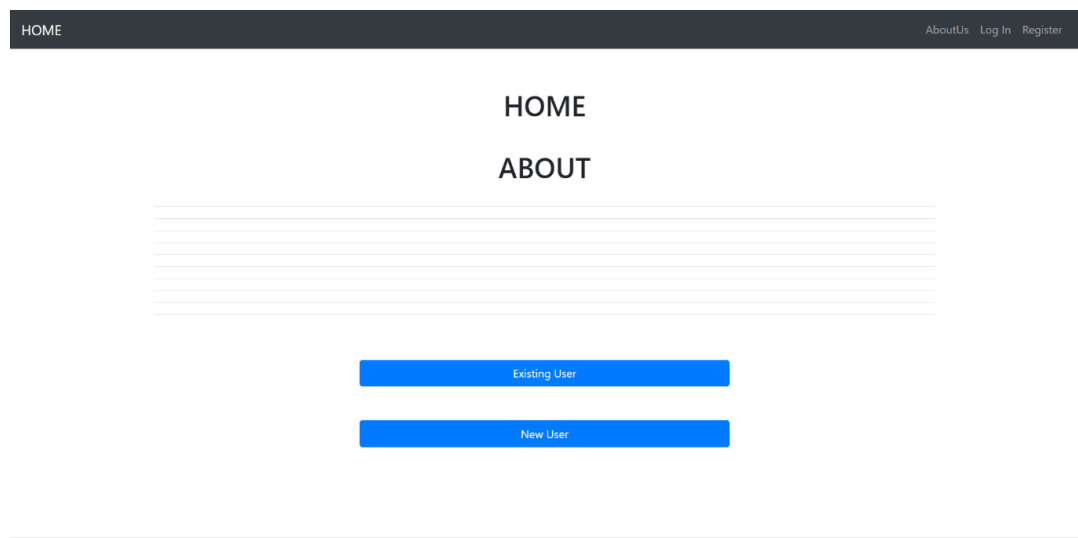 HOME AboutUs Log In Register
HOME
ABOUT
Existing User
New User